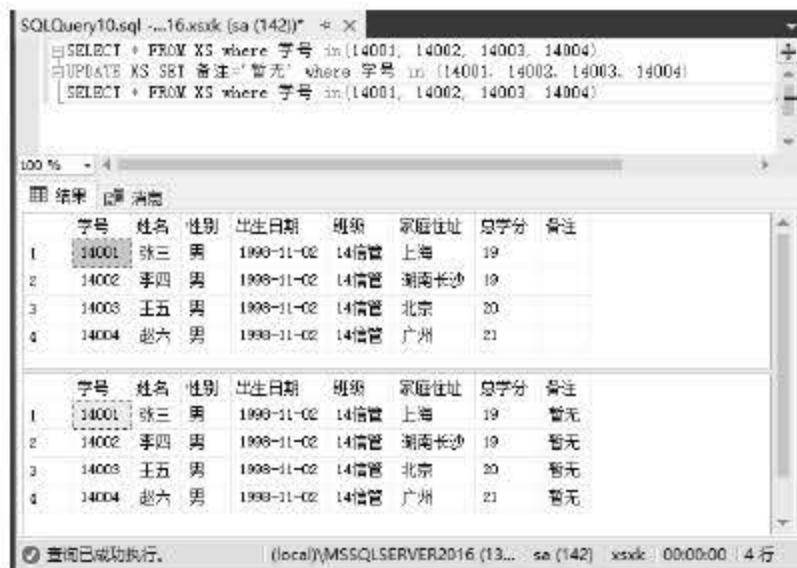 SQLQuery10.sql -...16.xsxk (sa (142))*
SELECT * FROM XS where 学号 in(14001, 14002, 14003, 14004)
UPDATE XS SET 备注='暂无' where 学号 in (14001, 14002, 14003, 14004)
SELECT * FROM XS where 学号 in(14001, 14002, 14003, 14004)
100 %
结果 消息
学号 姓名 性别 出生日期 班级 家庭住址 总学分 备注
1 14001 张三 男 1998-11-02 14信管 上海 19
2 14002 李四 男 1998-11-02 14信管 湖南长沙 19
3 14003 王五 男 1998-11-02 14信管 北京 20
4 14004 赵六 男 1998-11-02 14信管 广州 21
学号 姓名 性别 出生日期 班级 家庭住址 总学分 备注
1 14001 张三 男 1998-11-02 14信管 上海 19 暂无
2 14002 李四 男 1998-11-02 14信管 湖南长沙 19 暂无
3 14003 王五 男 1998-11-02 14信管 北京 20 暂无
4 14004 赵六 男 1998-11-02 14信管 广州 21 暂无
查询已成功执行。 (local)\MSSQLSERVER2016 (13... sa (142) xsxk 00:00:00 4 行